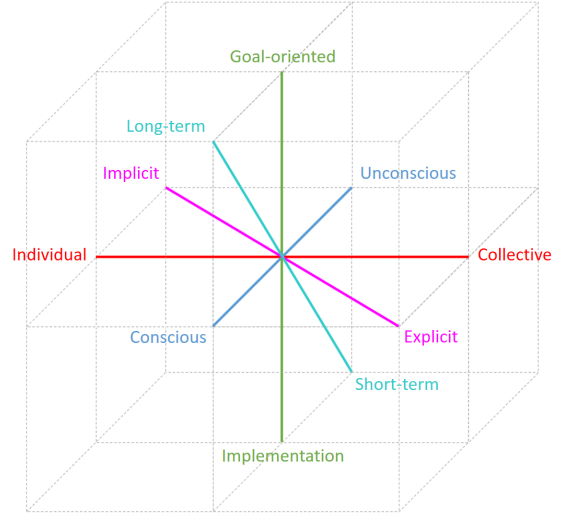 Goal-oriented
Long-term
Implicit
Unconscious
Individual
Collective
Conscious
Explicit
Short-term
Implementation